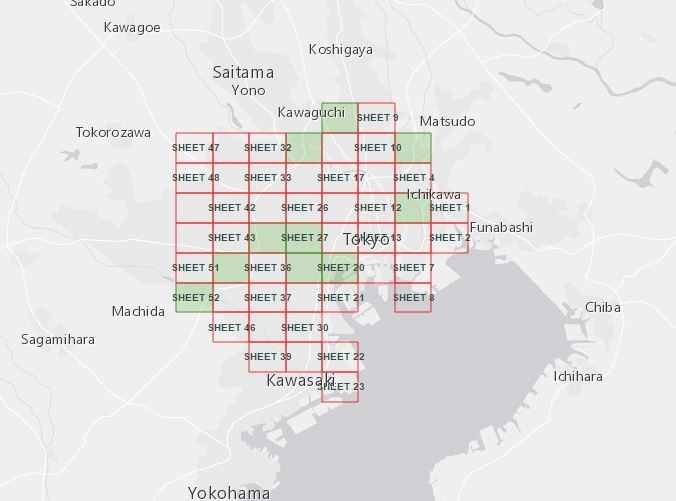 Sakado
Kawagoe
Koshigaya
Saitama
Yono
Kawaguchi
SHEET 9
Matsudo
Tokorozawa
SHEET 47
SHEET 32
SHEET 10
SHEET 48
SHEET 33
SHEET 17
SHEET 4
Ichikawa
SHEET 42
SHEET 26
SHEET 12
SHEET 1
Funabashi
SHEET 43
SHEET 27
Tokyo
SHEET 13
SHEET 2
SHEET 51
SHEET 36
SHEET 20
SHEET 7
SHEET 52
SHEET 37
SHEET 21
SHEET 8
Machida
Chiba
SHEET 46
SHEET 30
Sagamihara
SHEET 39
SHEET 22
Kawasaki
SHEET 23
Ichihara
Yokohama